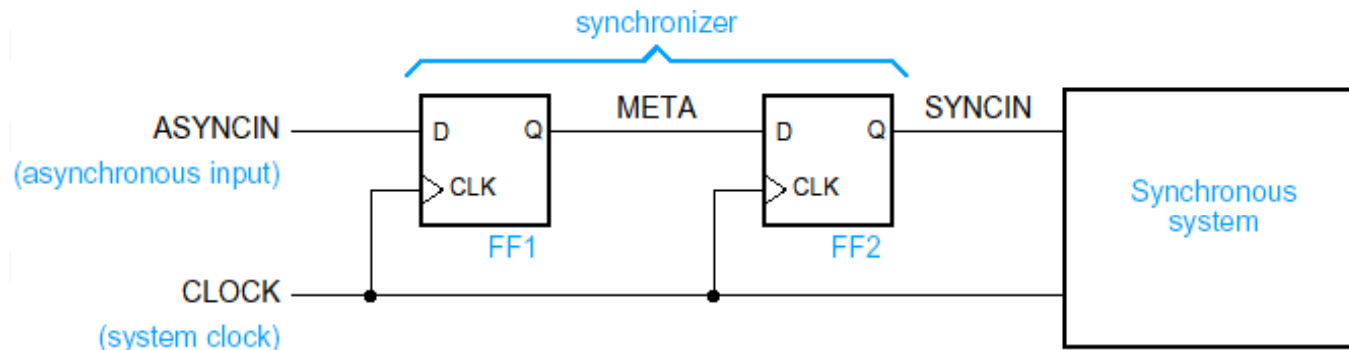 synchronizer
ASYNCIN
(asynchronous input)
D
Q
CLK
FF1
META
D
Q
CLK
FF2
SYNCIN
Synchronous
system
CLOCK
(system clock)